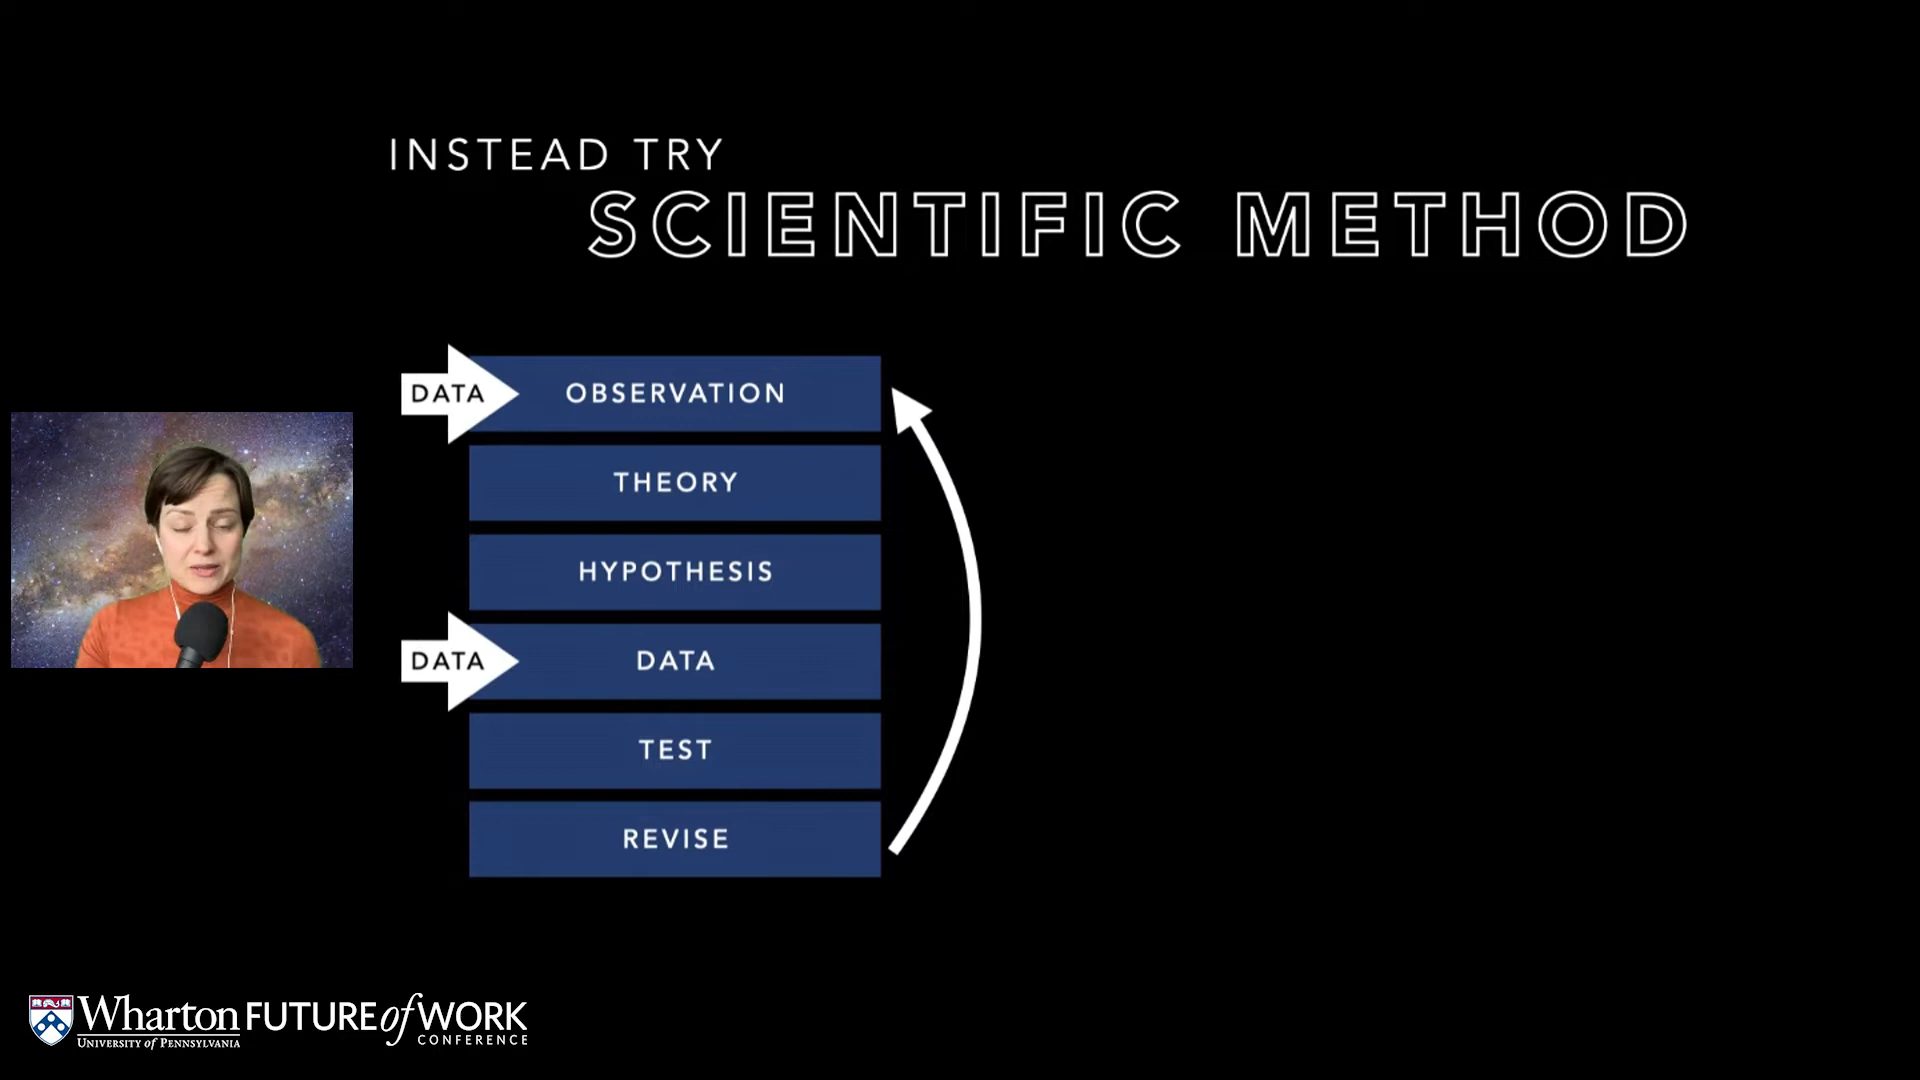 INSTEAD TRY
SCIENTIFIC METHOD
DATA
OBSERVATION
THEORY
HYPOTHESIS
DATA
DATA
TEST
REVISE
Wharton FUTURE of WORK
UNIVERSITY of PENNSYLVANIA
CONFERENCE